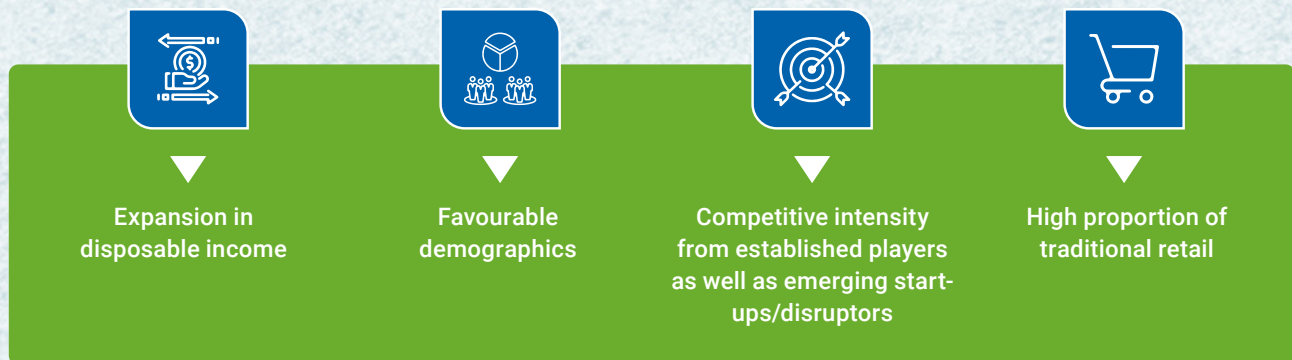 Expansion in
disposable income
Favourable
demographics
Competitive intensity
from established players
as well as emerging start-
ups/disruptors
High proportion of
traditional retail